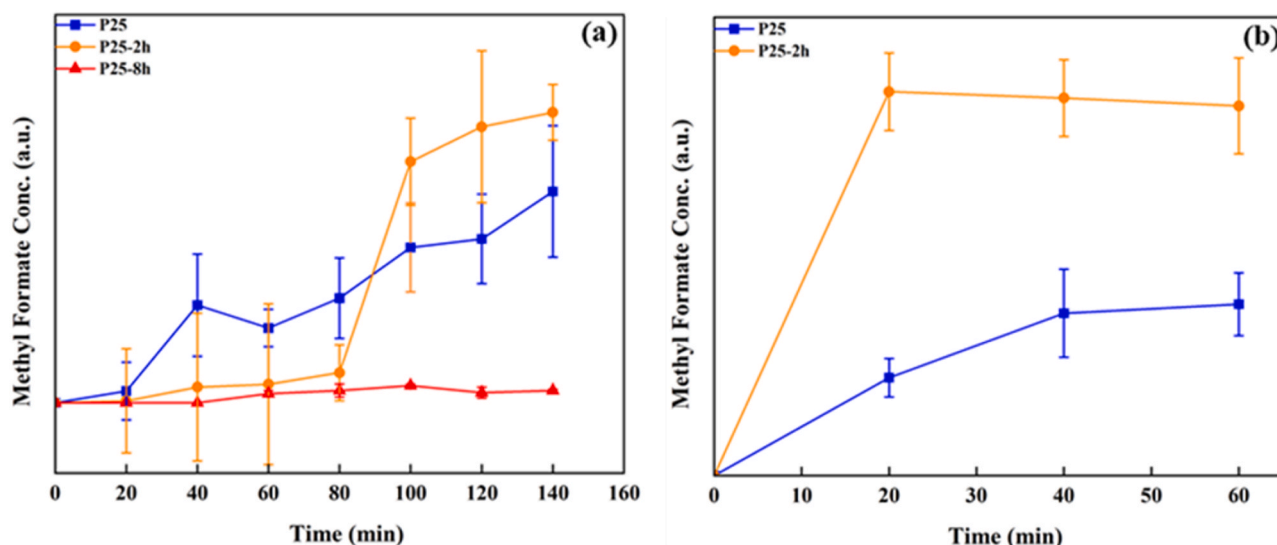 (a)
P25
P25-2h
P25-8h
Methyl Formate Conc. (a.u.)
0 20 40 60 80 100 120 140 160
Time (min)
(b)
P25
P25-2h
Methyl Formate Conc. (a.u.)
0 10 20 30 40 50 60
Time (min)